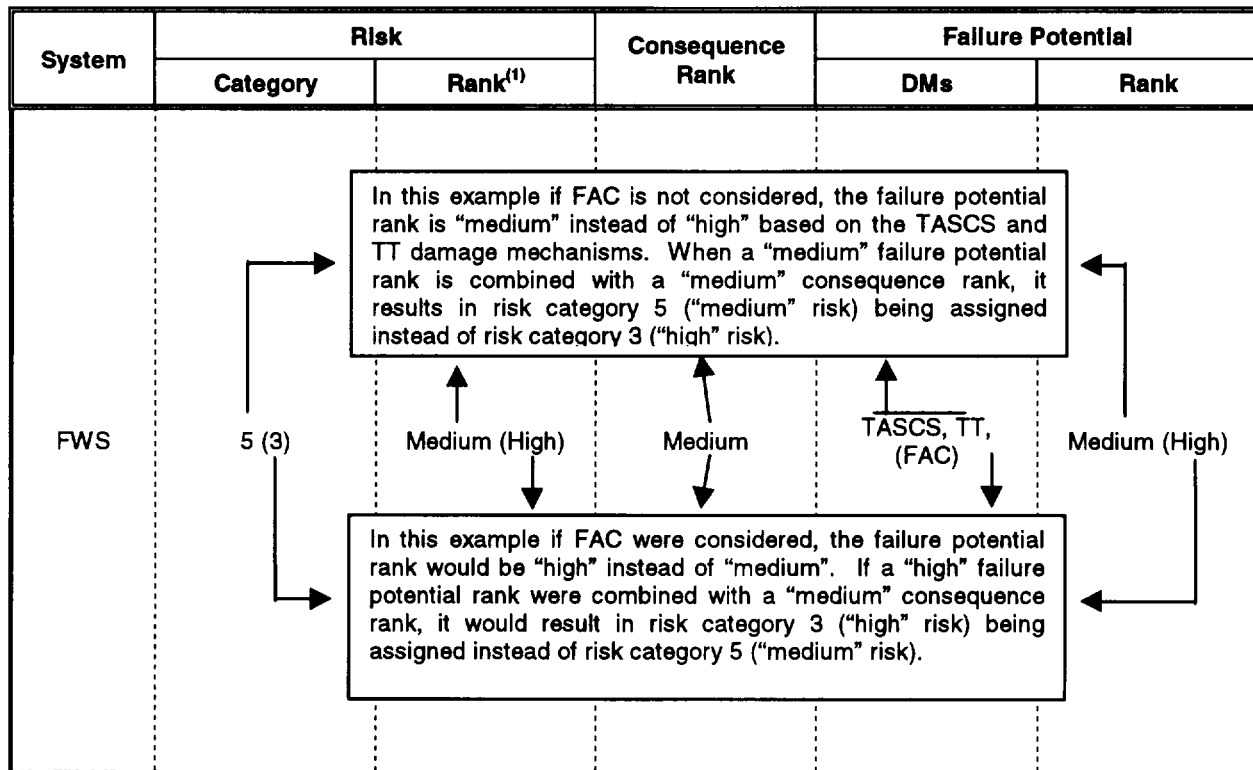 System
Risk
Consequence
Rank
Failure Potential
Category
Rank(1)
DMs
Rank
In this example if FAC is not considered, the failure potential
rank is “medium” instead of “high” based on the TASCS and
TT damage mechanisms. When a “medium” failure potential
rank is combined with a “medium” consequence rank, it
results in risk category 5 (“medium” risk) being assigned
instead of risk category 3 (“high” risk).
FWS
5 (3)
Medium (High)
Medium
TASCS, TT,
(FAC)
Medium (High)
In this example if FAC were considered, the failure potential
rank would be “high” instead of “medium”. If a “high” failure
potential rank were combined with a “medium” consequence
rank, it would result in risk category 3 (“high” risk) being
assigned instead of risk category 5 (“medium” risk).